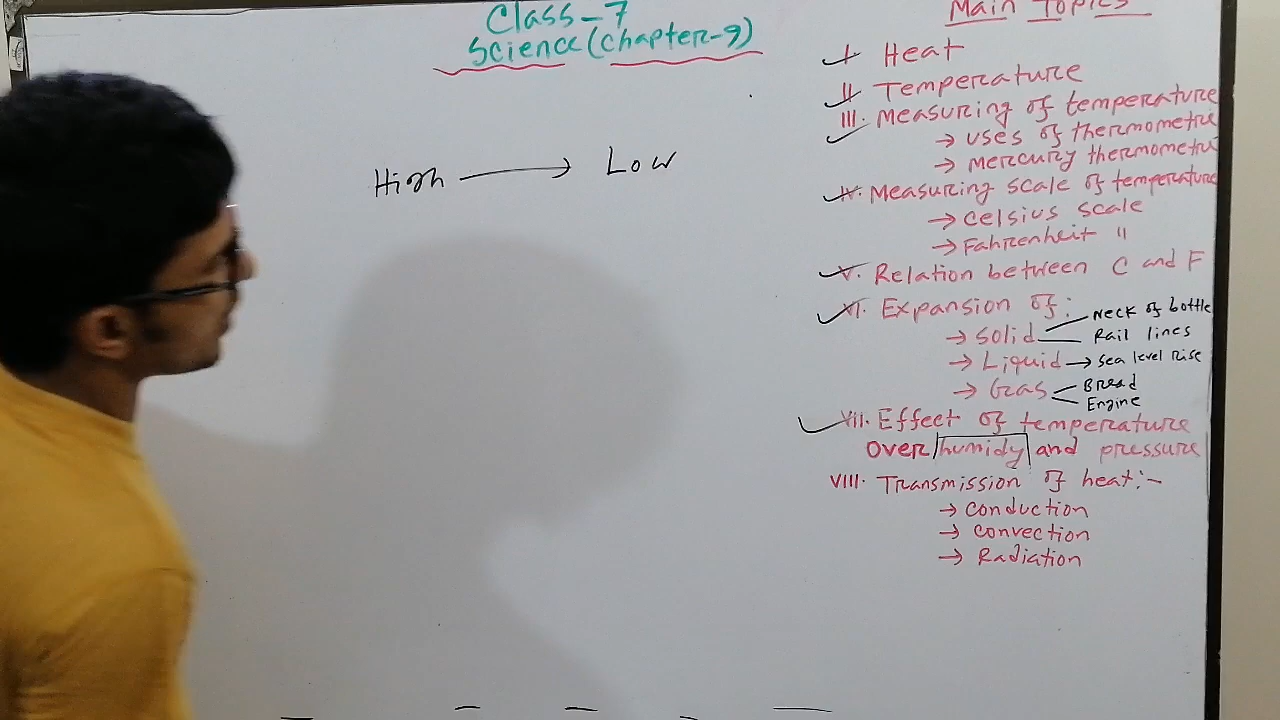 Class-7
Science (chapter-9)
High → Low
Main Topics
I Heat
II Temperature
III. Measuring of temperature
→ uses of thermometri
→ mercury thermometri
IV. Measuring scale of temperature
→ celsius scale
→ Fahrenheit "
V. Relation between C and F
VI. Expansion of:
→ solid
Neck of bottle
Rail lines
→ Liquid → sea level rise
→ Gas
Bread
Engine
VII. Effect of temperature
over humidy and pressure
VIII. Transmission of heat:-
→ conduction
→ convection
→ Radiation